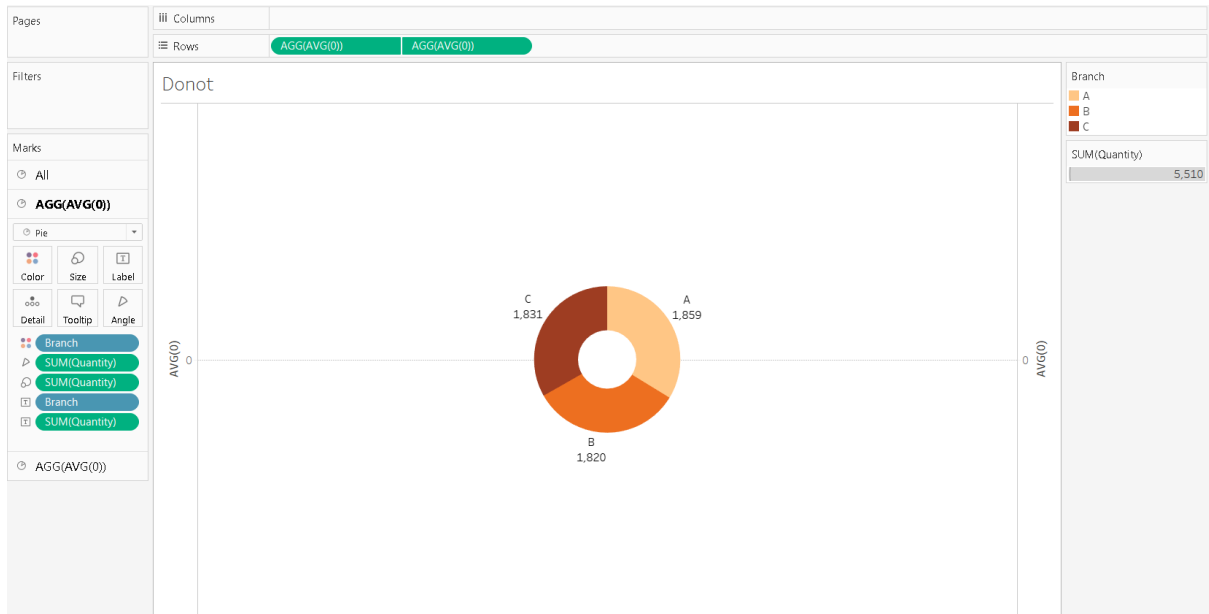 Pages
Columns
Rows
AGG(AVG(0)) AGG(AVG(0))
Filters
Marks
All
AGG(AVG(0))
Pie
Color Size Label
Detail Tooltip Angle
Branch
SUM(Quantity)
SUM(Quantity)
Branch
SUM(Quantity)
AGG(AVG(0))
Donot
AVG(0)
0
C
1,831
A
1,859
B
1,820
0
AVG(0)
Branch
A
B
C
SUM(Quantity)
5,510